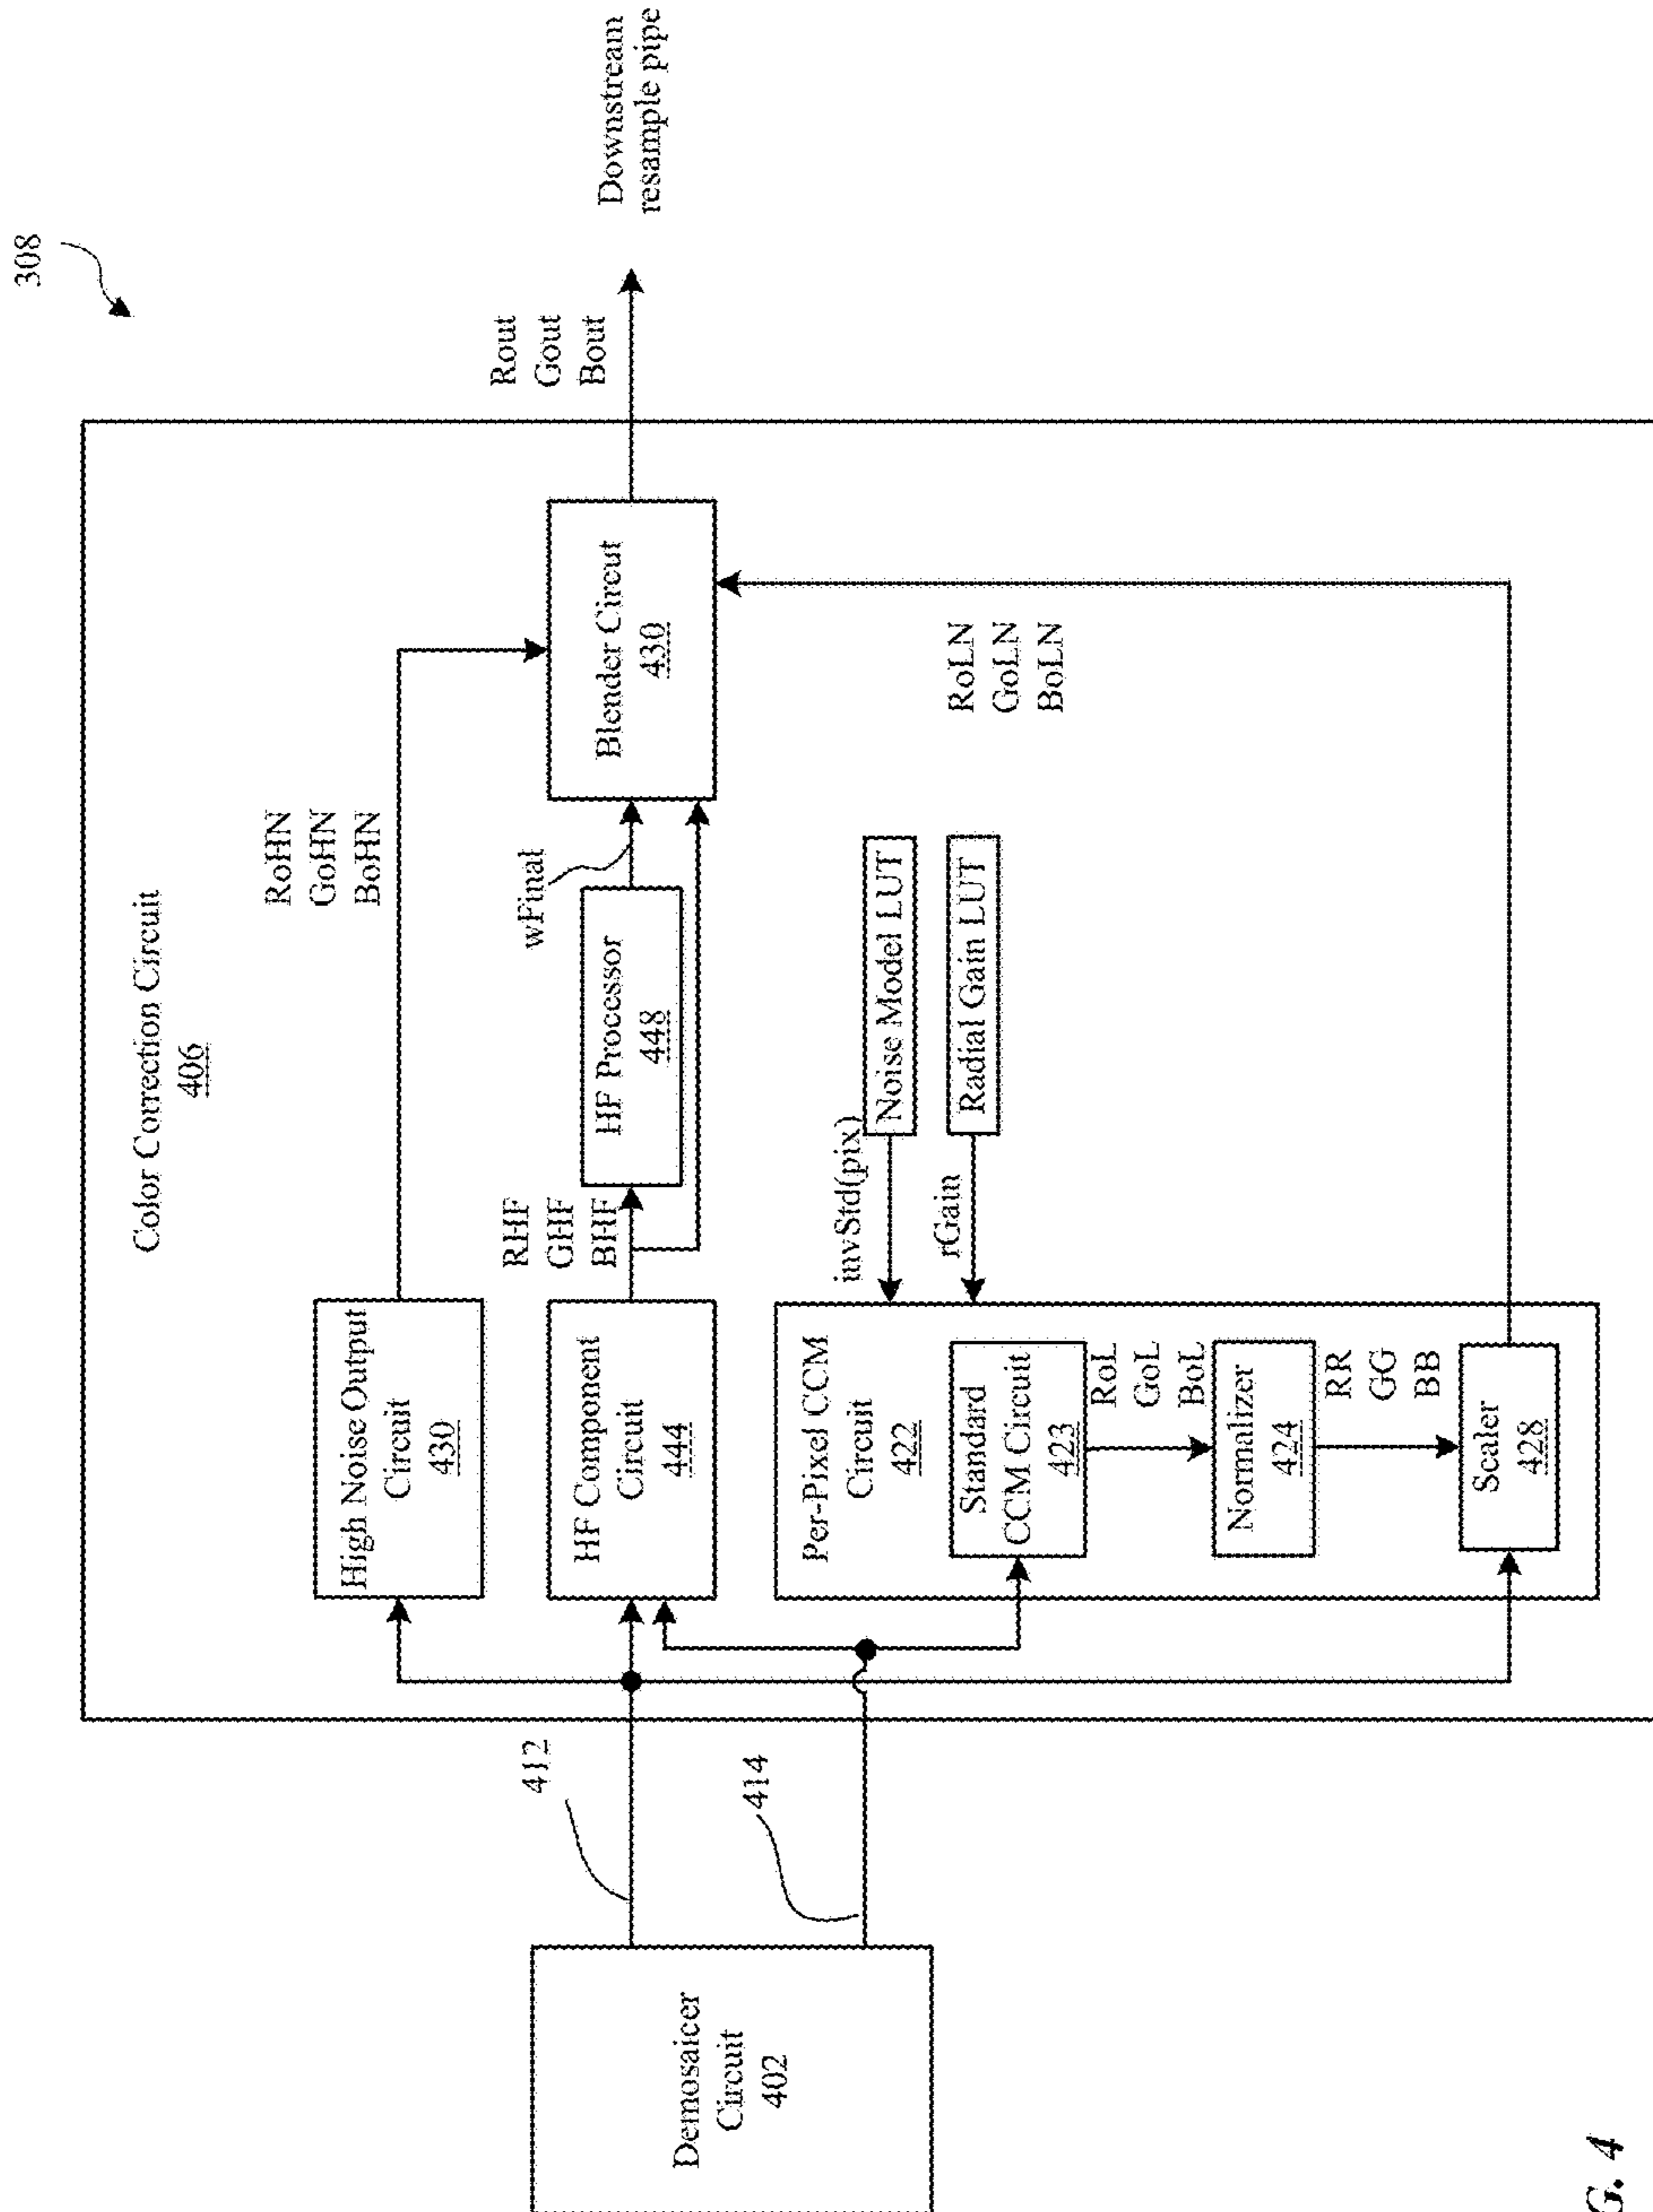 308
Color Correction Circuit
406
Demosaicer
Circuit
402
412
414
High Noise Output
Circuit
430
RoHN
GoHN
BoHN
HF Component
Circuit
444
RHF
GHF
BHF
HF Processor
448
wFinal
Blender Circut
430
Rout
Gout
Bout
Downstream
resample pipe
Per-Pixel CCM
Circuit
422
invStd(pix)
Noise Model LUT
rGain
Radial Gain LUT
Standard
CCM Circuit
423
RoL
GoL
BoL
Normalizer
424
RR
GG
BB
Scaler
428
RoLN
GoLN
BoLN
G. 4